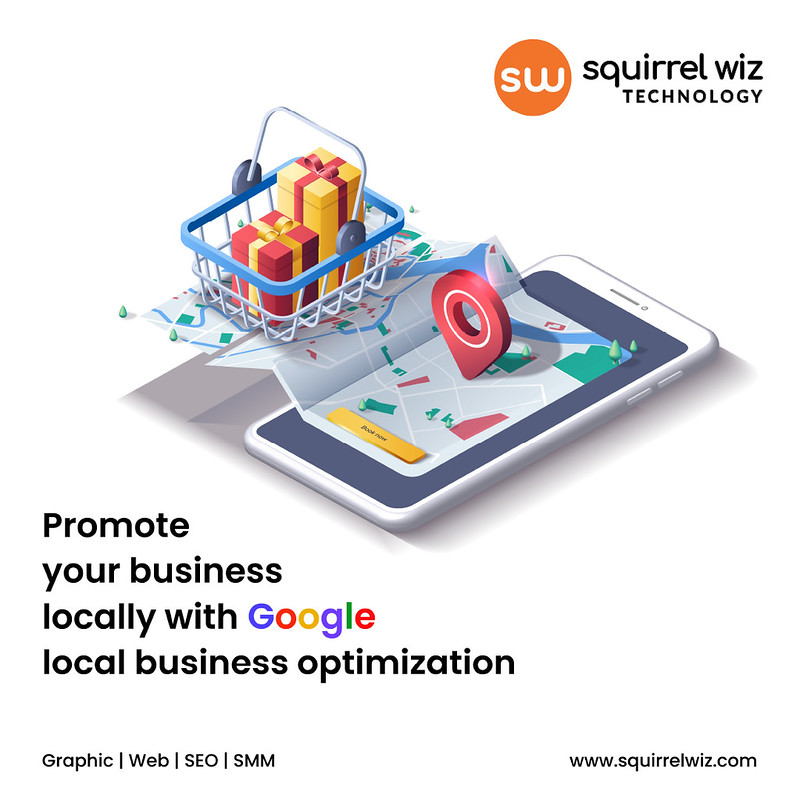 sw
squirrel wiz
TECHNOLOGY
Book now
Promote
your business
locally with Google
local business optimization
Graphic | Web | SEO | SMM
www.squirrelwiz.com